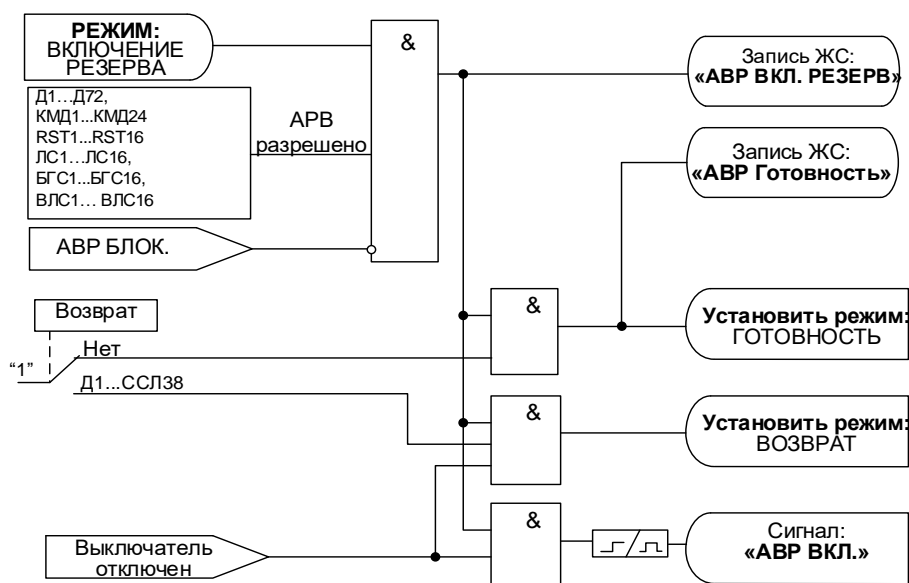 РЕЖИМ:
ВКЛЮЧЕНИЕ
РЕЗЕРВА
&
Запись ЖС:
«АВР ВКЛ. РЕЗЕРВ»
Д1...Д72,
КМД1...КМД24
RST1...RST16
ЛС1...ЛС16,
БГС1...БГС16,
ВЛС1... ВЛС16
АРВ
разрешено
Запись ЖС:
«АВР Готовность»
АВР БЛОК.
Возврат
“1”
Нет
Д1...ССЛ38
&
Установить режим:
ГОТОВНОСТЬ
&
Установить режим:
ВОЗВРАТ
Выключатель
отключен
&
Сигнал:
«АВР ВКЛ.»